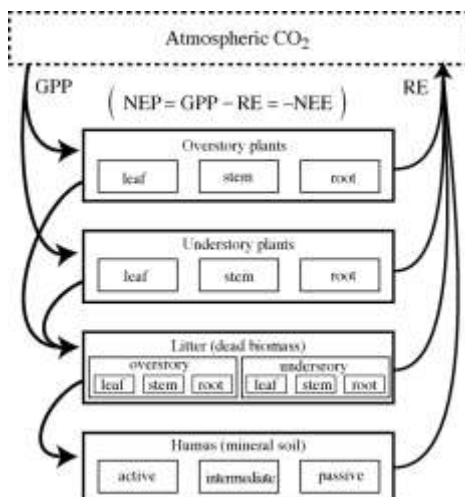 Atmospheric CO₂
GPP
RE
( NEP = GPP − RE = −NEE )
Overstory plants
leaf stem root
Understory plants
leaf stem root
Litter (dead biomass)
overstory understory
leaf stem root leaf stem root
Humus (mineral soil)
active intermediate passive